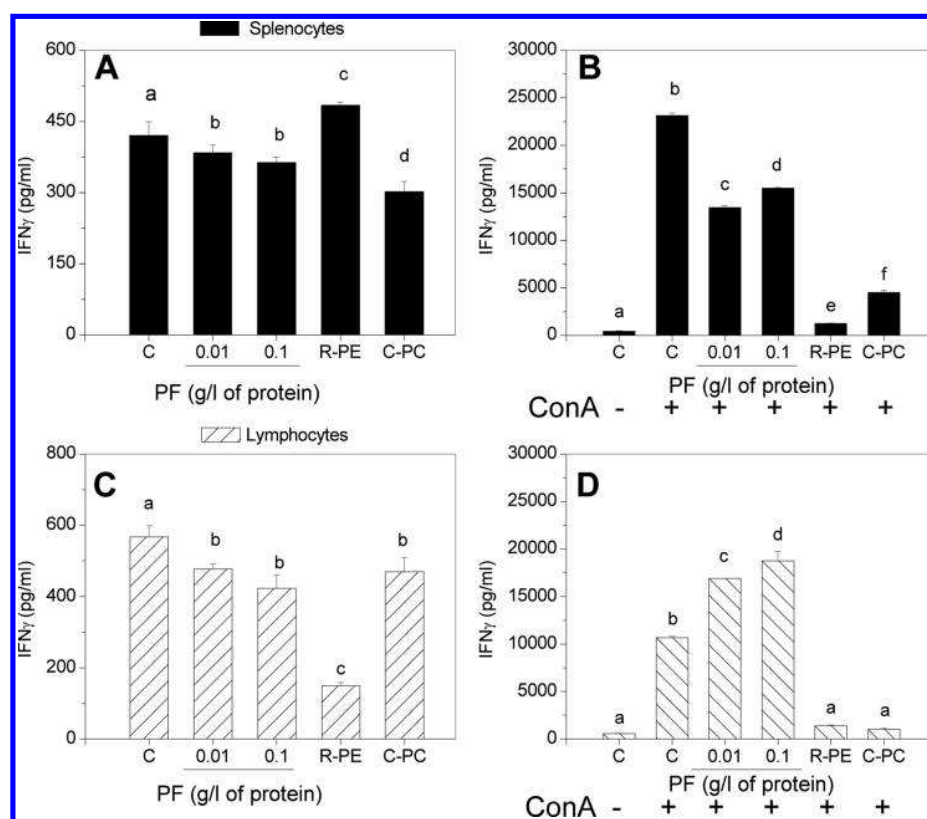 Splenocytes
A
600
450
300
150
0
IFNγ (pg/ml)
a
b
b
c
d
C
0.01
0.1
R-PE
C-PC
PF (g/l of protein)
B
30000
25000
20000
15000
10000
5000
0
IFNγ (pg/ml)
a
b
c
d
e
f
C
C
0.01
0.1
R-PE
C-PC
PF (g/l of protein)
ConA - + + + + +
Lymphocytes
C
800
600
400
200
0
IFNγ (pg/ml)
a
b
b
c
b
C
0.01
0.1
R-PE
C-PC
PF (g/l of protein)
D
30000
25000
20000
15000
10000
5000
0
IFNγ (pg/ml)
a
b
c
d
a
a
C
C
0.01
0.1
R-PE
C-PC
PF (g/l of protein)
ConA - + + + + +